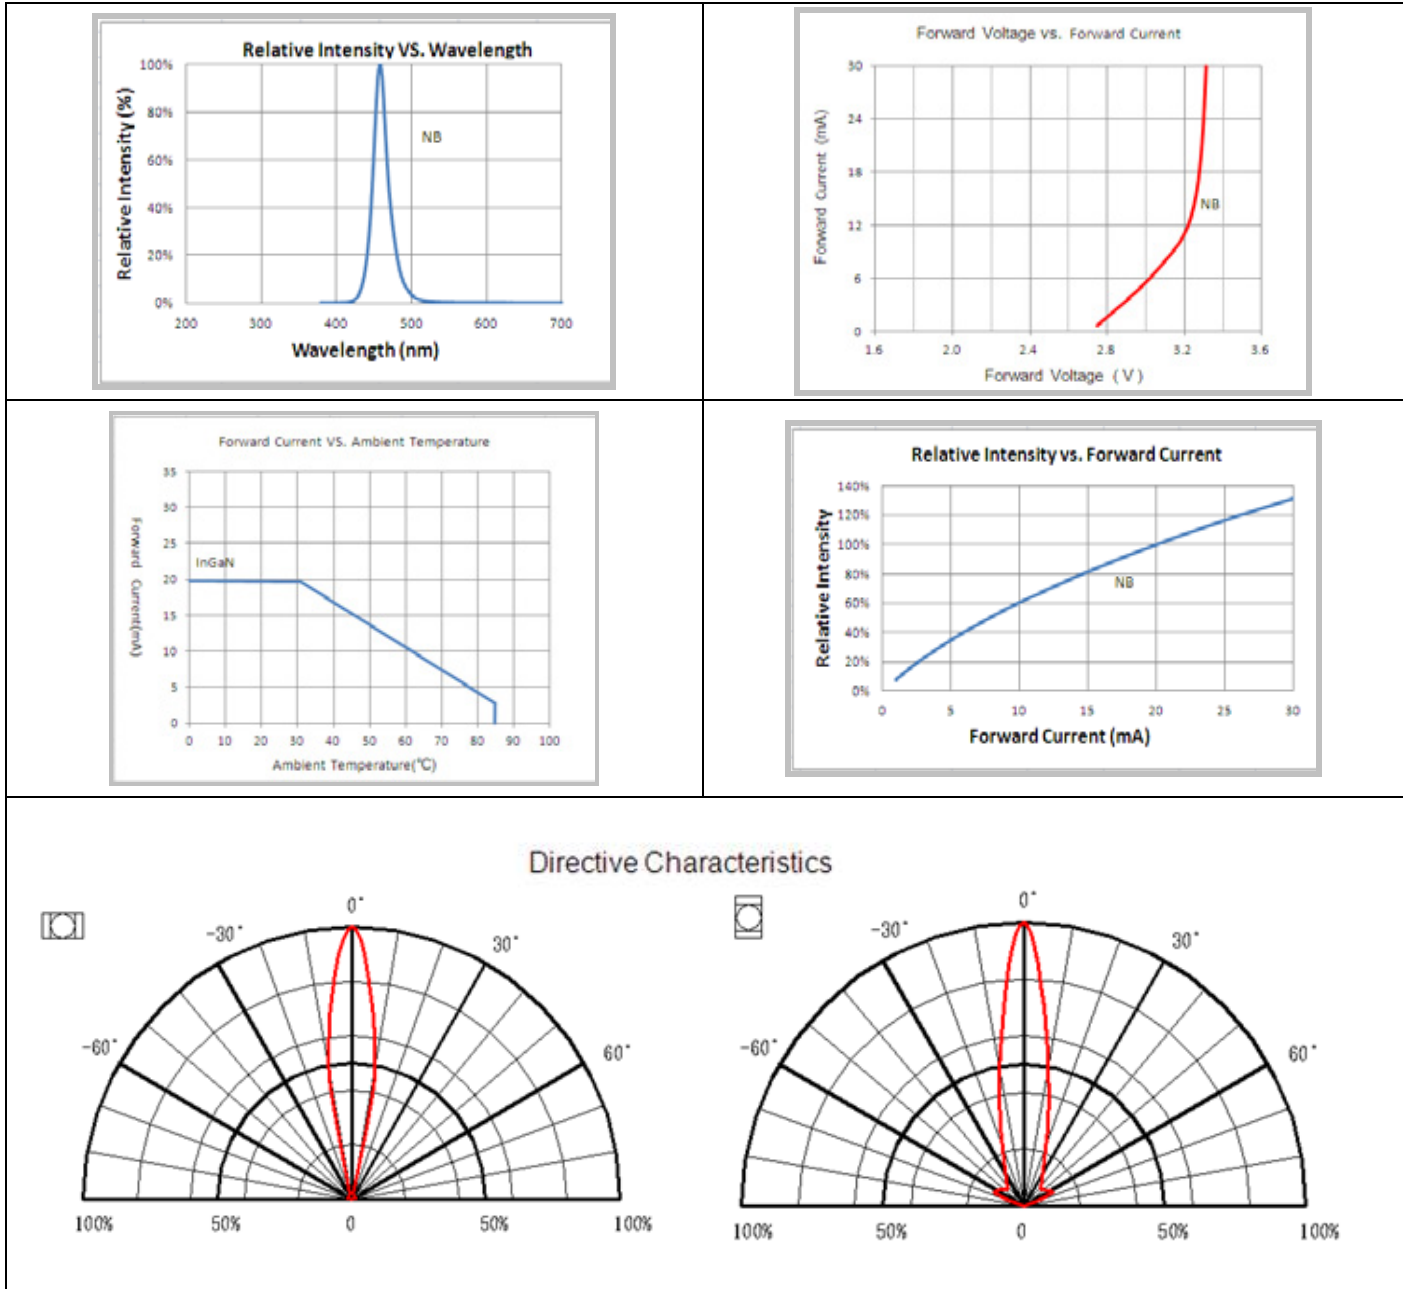 Relative Intensity VS. Wavelength
Relative Intensity (%)
100%
80%
60%
40%
20%
0%
NB
200 300 400 500 600 700
Wavelength (nm)
Forward Voltage vs. Forward Current
Forward Current (mA)
30
24
18
12
6
0
NB
1.6 2.0 2.4 2.8 3.2 3.6
Forward Voltage ( V )
Forward Current VS. Ambient Temperature
Forward Current(mA)
35
30
25
20
15
10
5
0
InGaN
0 10 20 30 40 50 60 70 80 90 100
Ambient Temperature(℃)
Relative Intensity vs. Forward Current
Relative Intensity
140%
120%
100%
80%
60%
40%
20%
0%
NB
0 5 10 15 20 25 30
Forward Current (mA)
Directive Characteristics
0°
-30° 30°
-60° 60°
100% 50% 0 50% 100%
0°
-30° 30°
-60° 60°
100% 50% 0 50% 100%